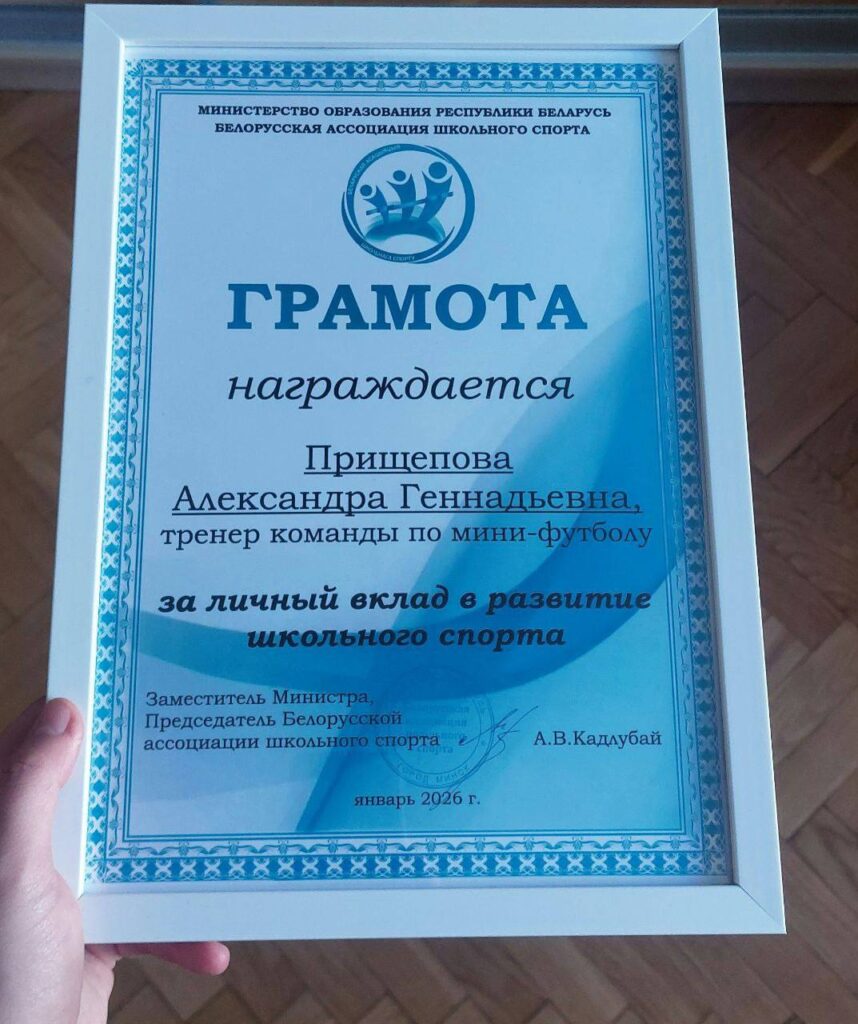 МИНИСТЕРСТВО ОБРАЗОВАНИЯ РЕСПУБЛИКИ БЕЛАРУСЬ
БЕЛОРУССКАЯ АССОЦИАЦИЯ ШКОЛЬНОГО СПОРТА
ГРАМОТА
награждается
Прищепова
Александра Геннадьевна,
тренер команды по мини-футболу
за личный вклад в развитие
школьного спорта
Заместитель Министра,
Председатель Белорусской
ассоциации школьного спорта
А.В.Кадлубай
январь 2026 г.